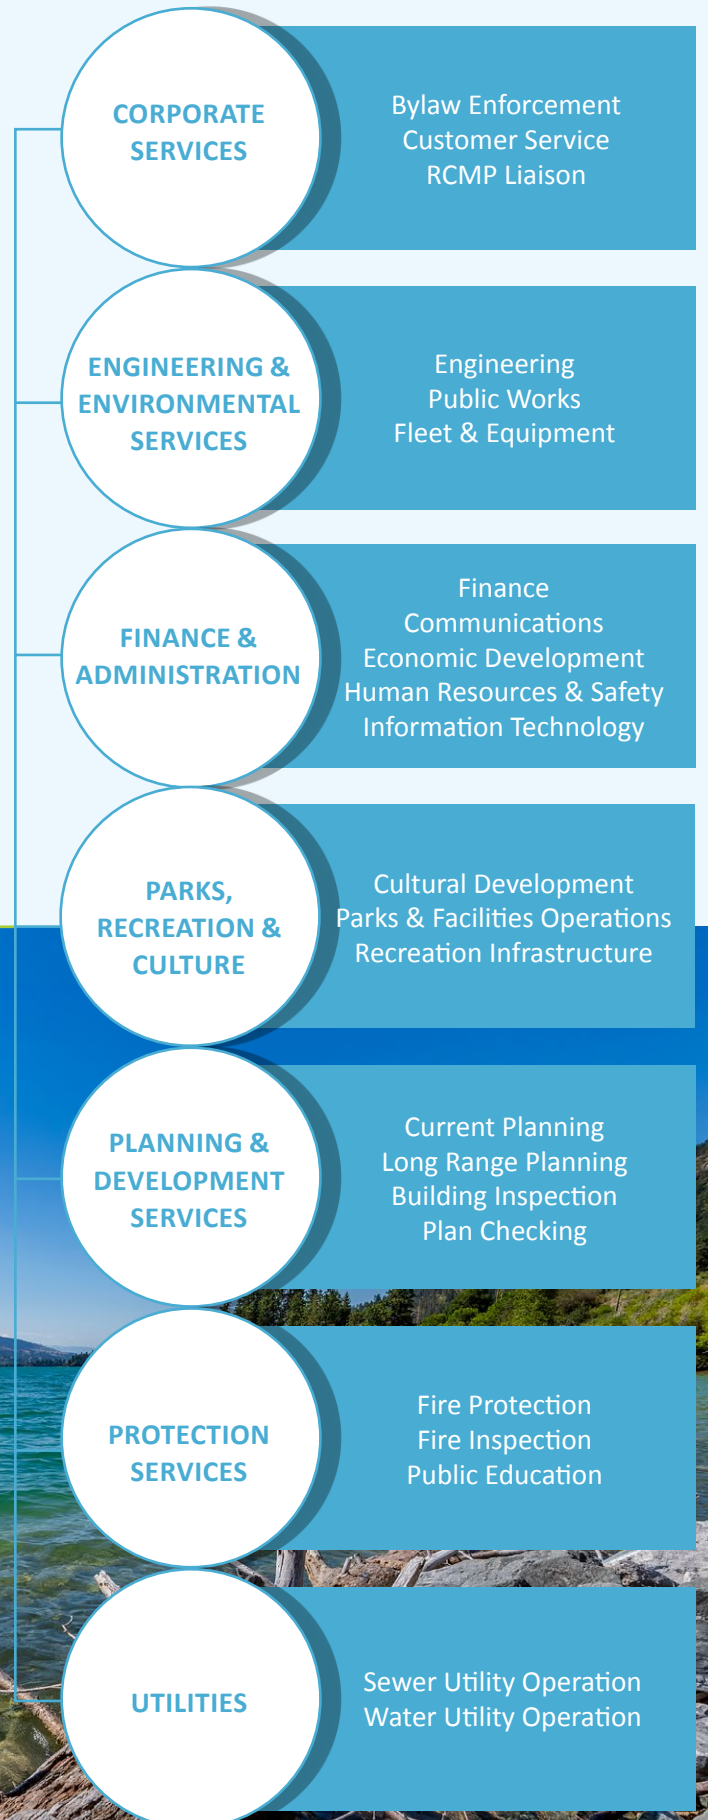 CORPORATE
SERVICES
Bylaw Enforcement
Customer Service
RCMP Liaison
ENGINEERING &
ENVIRONMENTAL
SERVICES
Engineering
Public Works
Fleet & Equipment
FINANCE &
ADMINISTRATION
Finance
Communications
Economic Development
Human Resources & Safety
Information Technology
PARKS,
RECREATION &
CULTURE
Cultural Development
Parks & Facilities Operations
Recreation Infrastructure
PLANNING &
DEVELOPMENT
SERVICES
Current Planning
Long Range Planning
Building Inspection
Plan Checking
PROTECTION
SERVICES
Fire Protection
Fire Inspection
Public Education
UTILITIES
Sewer Utility Operation
Water Utility Operation